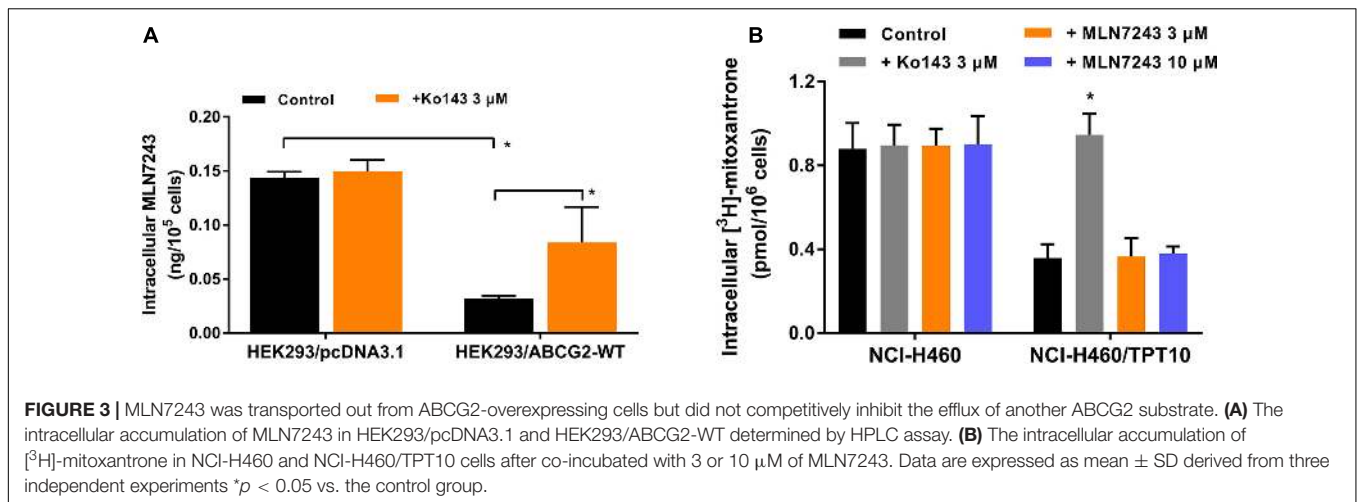 A
Control
+Ko143 3 μM
Intracellular MLN7243
(ng/10⁵ cells)
0.20
0.15
0.10
0.05
0.00
*
*
HEK293/pcDNA3.1
HEK293/ABCG2-WT
B
Control
+ MLN7243 3 μM
+ Ko143 3 μM
+ MLN7243 10 μM
Intracellular [³H]-mitoxantrone
(pmol/10⁶ cells)
1.2
0.8
0.4
0.0
*
NCI-H460
NCI-H460/TPT10
FIGURE 3 | MLN7243 was transported out from ABCG2-overexpressing cells but did not competitively inhibit the efflux of another ABCG2 substrate. (A) The
intracellular accumulation of MLN7243 in HEK293/pcDNA3.1 and HEK293/ABCG2-WT determined by HPLC assay. (B) The intracellular accumulation of
[³H]-mitoxantrone in NCI-H460 and NCI-H460/TPT10 cells after co-incubated with 3 or 10 μM of MLN7243. Data are expressed as mean ± SD derived from three
independent experiments *p < 0.05 vs. the control group.